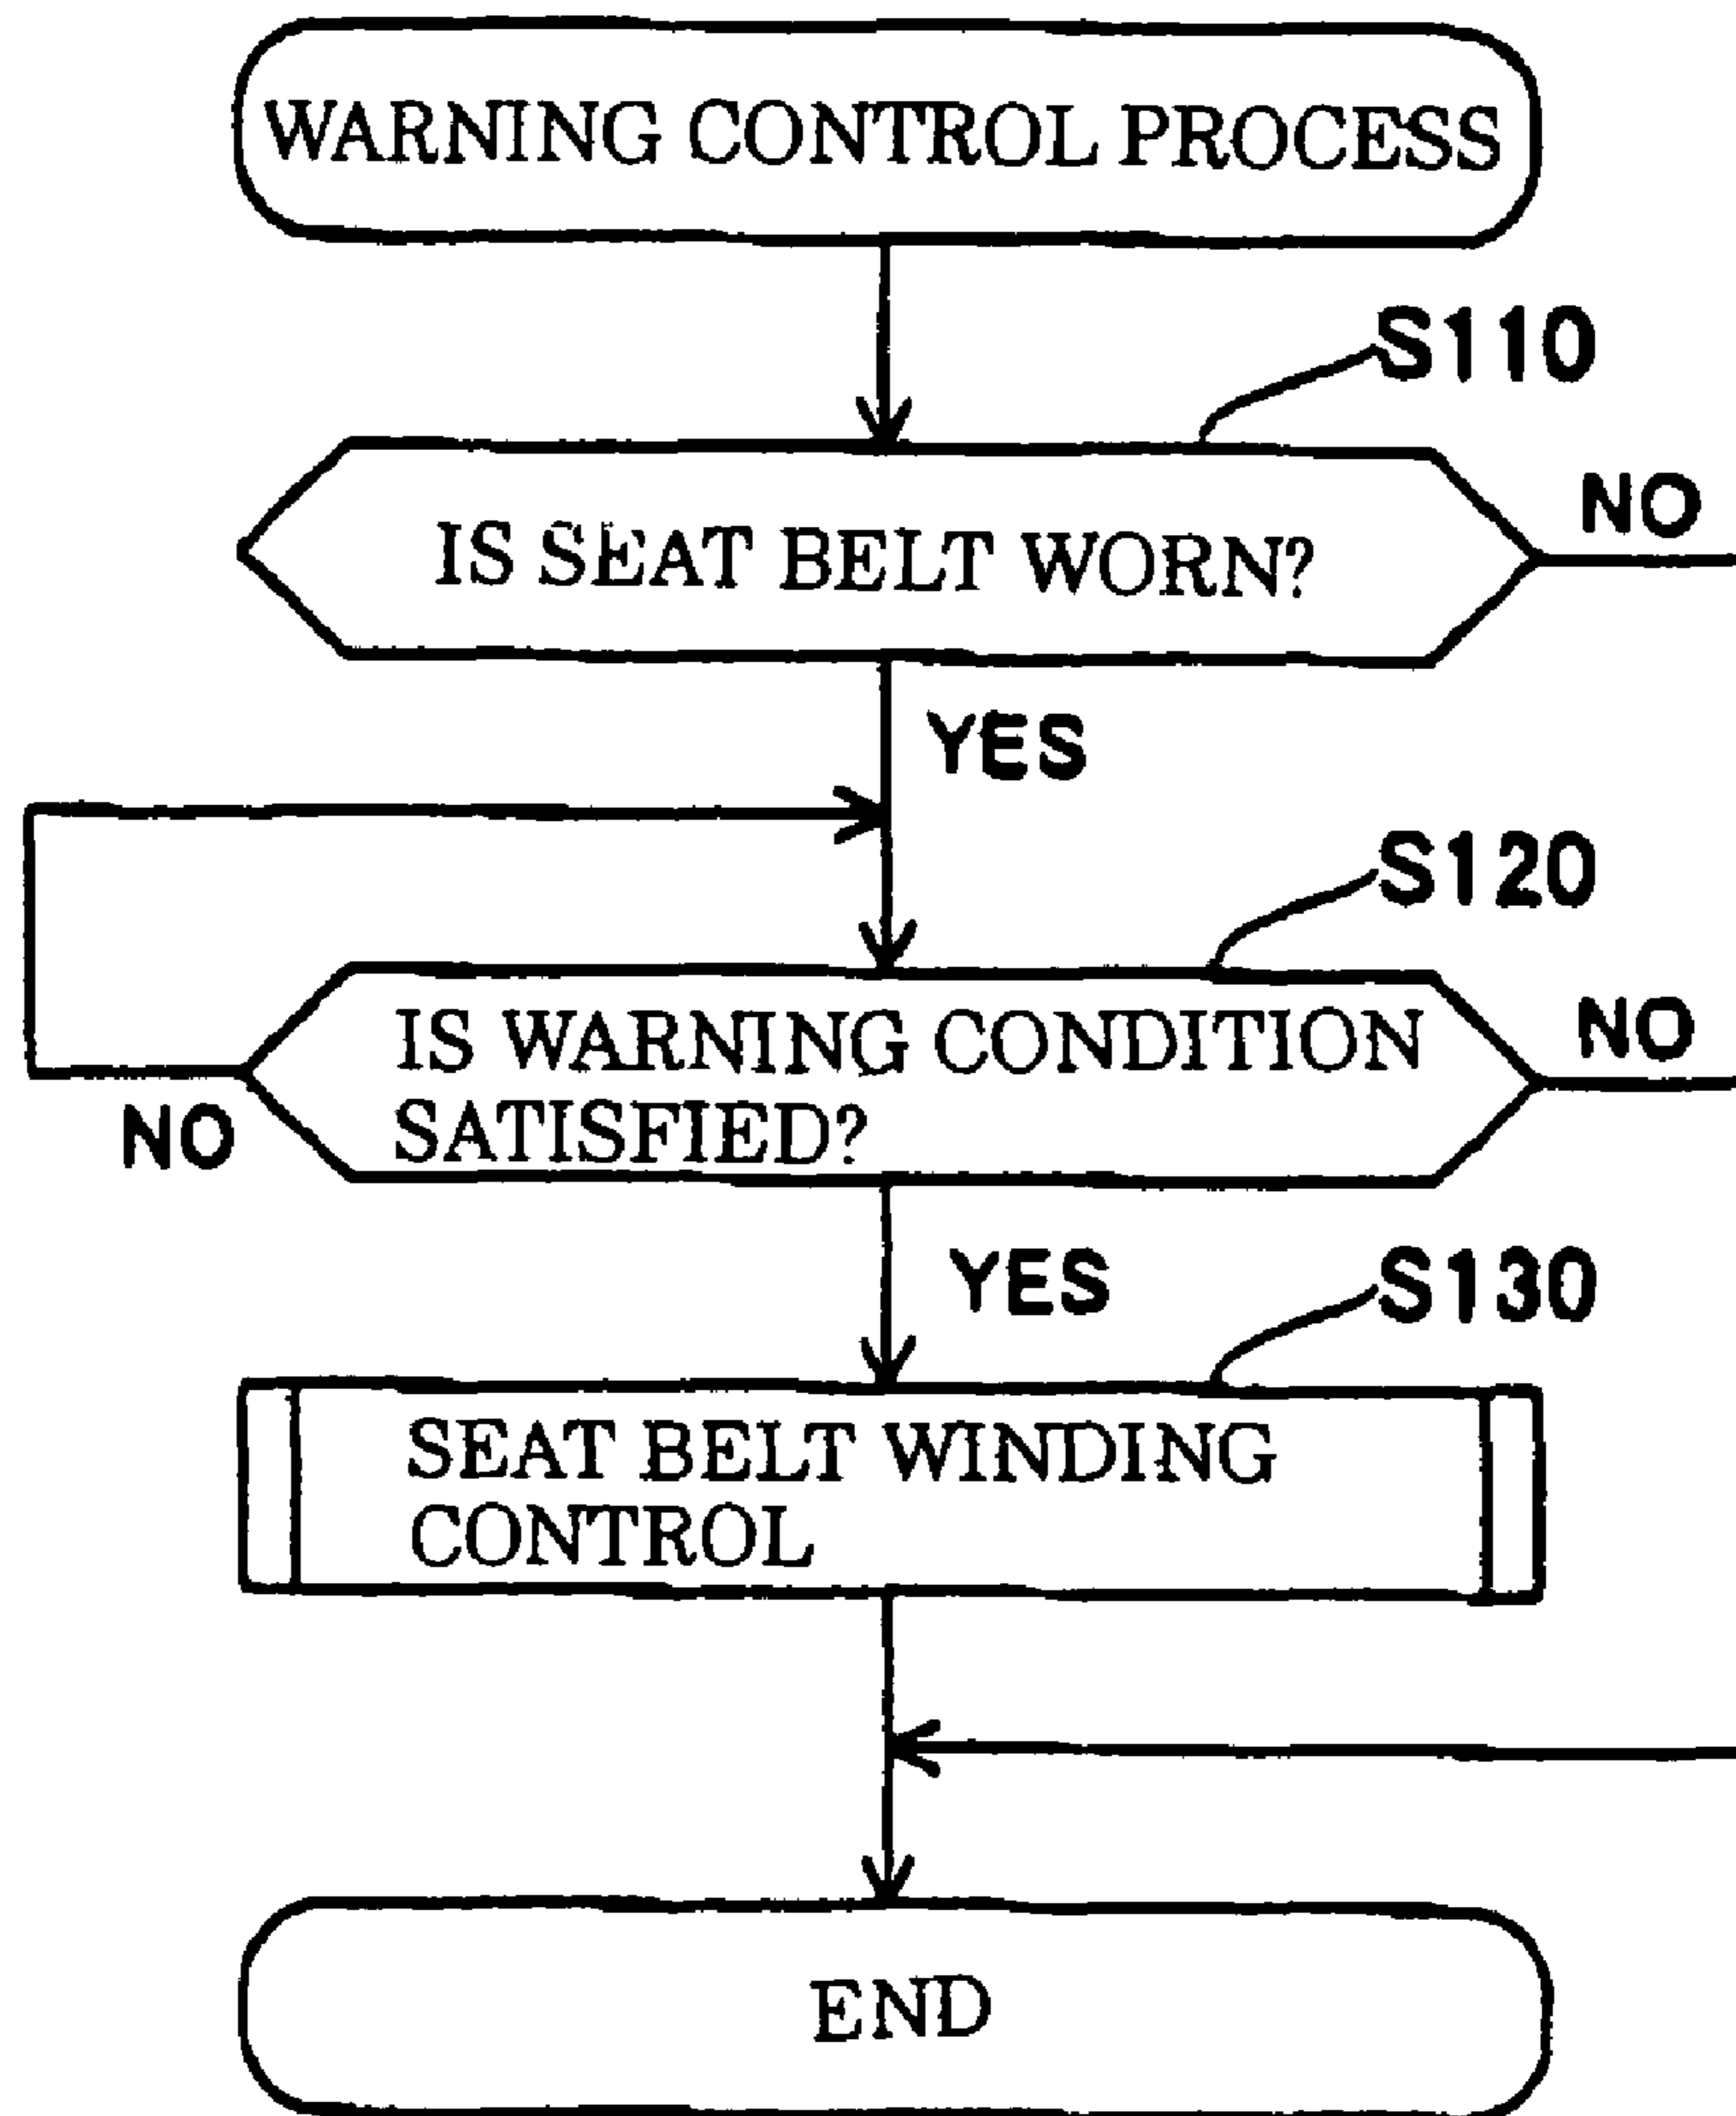 WARNING CONTROL PROCESS
S110
NO
IS SEAT BELT WORN?
YES
S120
IS WARNING CONDITION
SATISFIED?
NO
NO
YES
S130
SEAT BELT WINDING
CONTROL
END